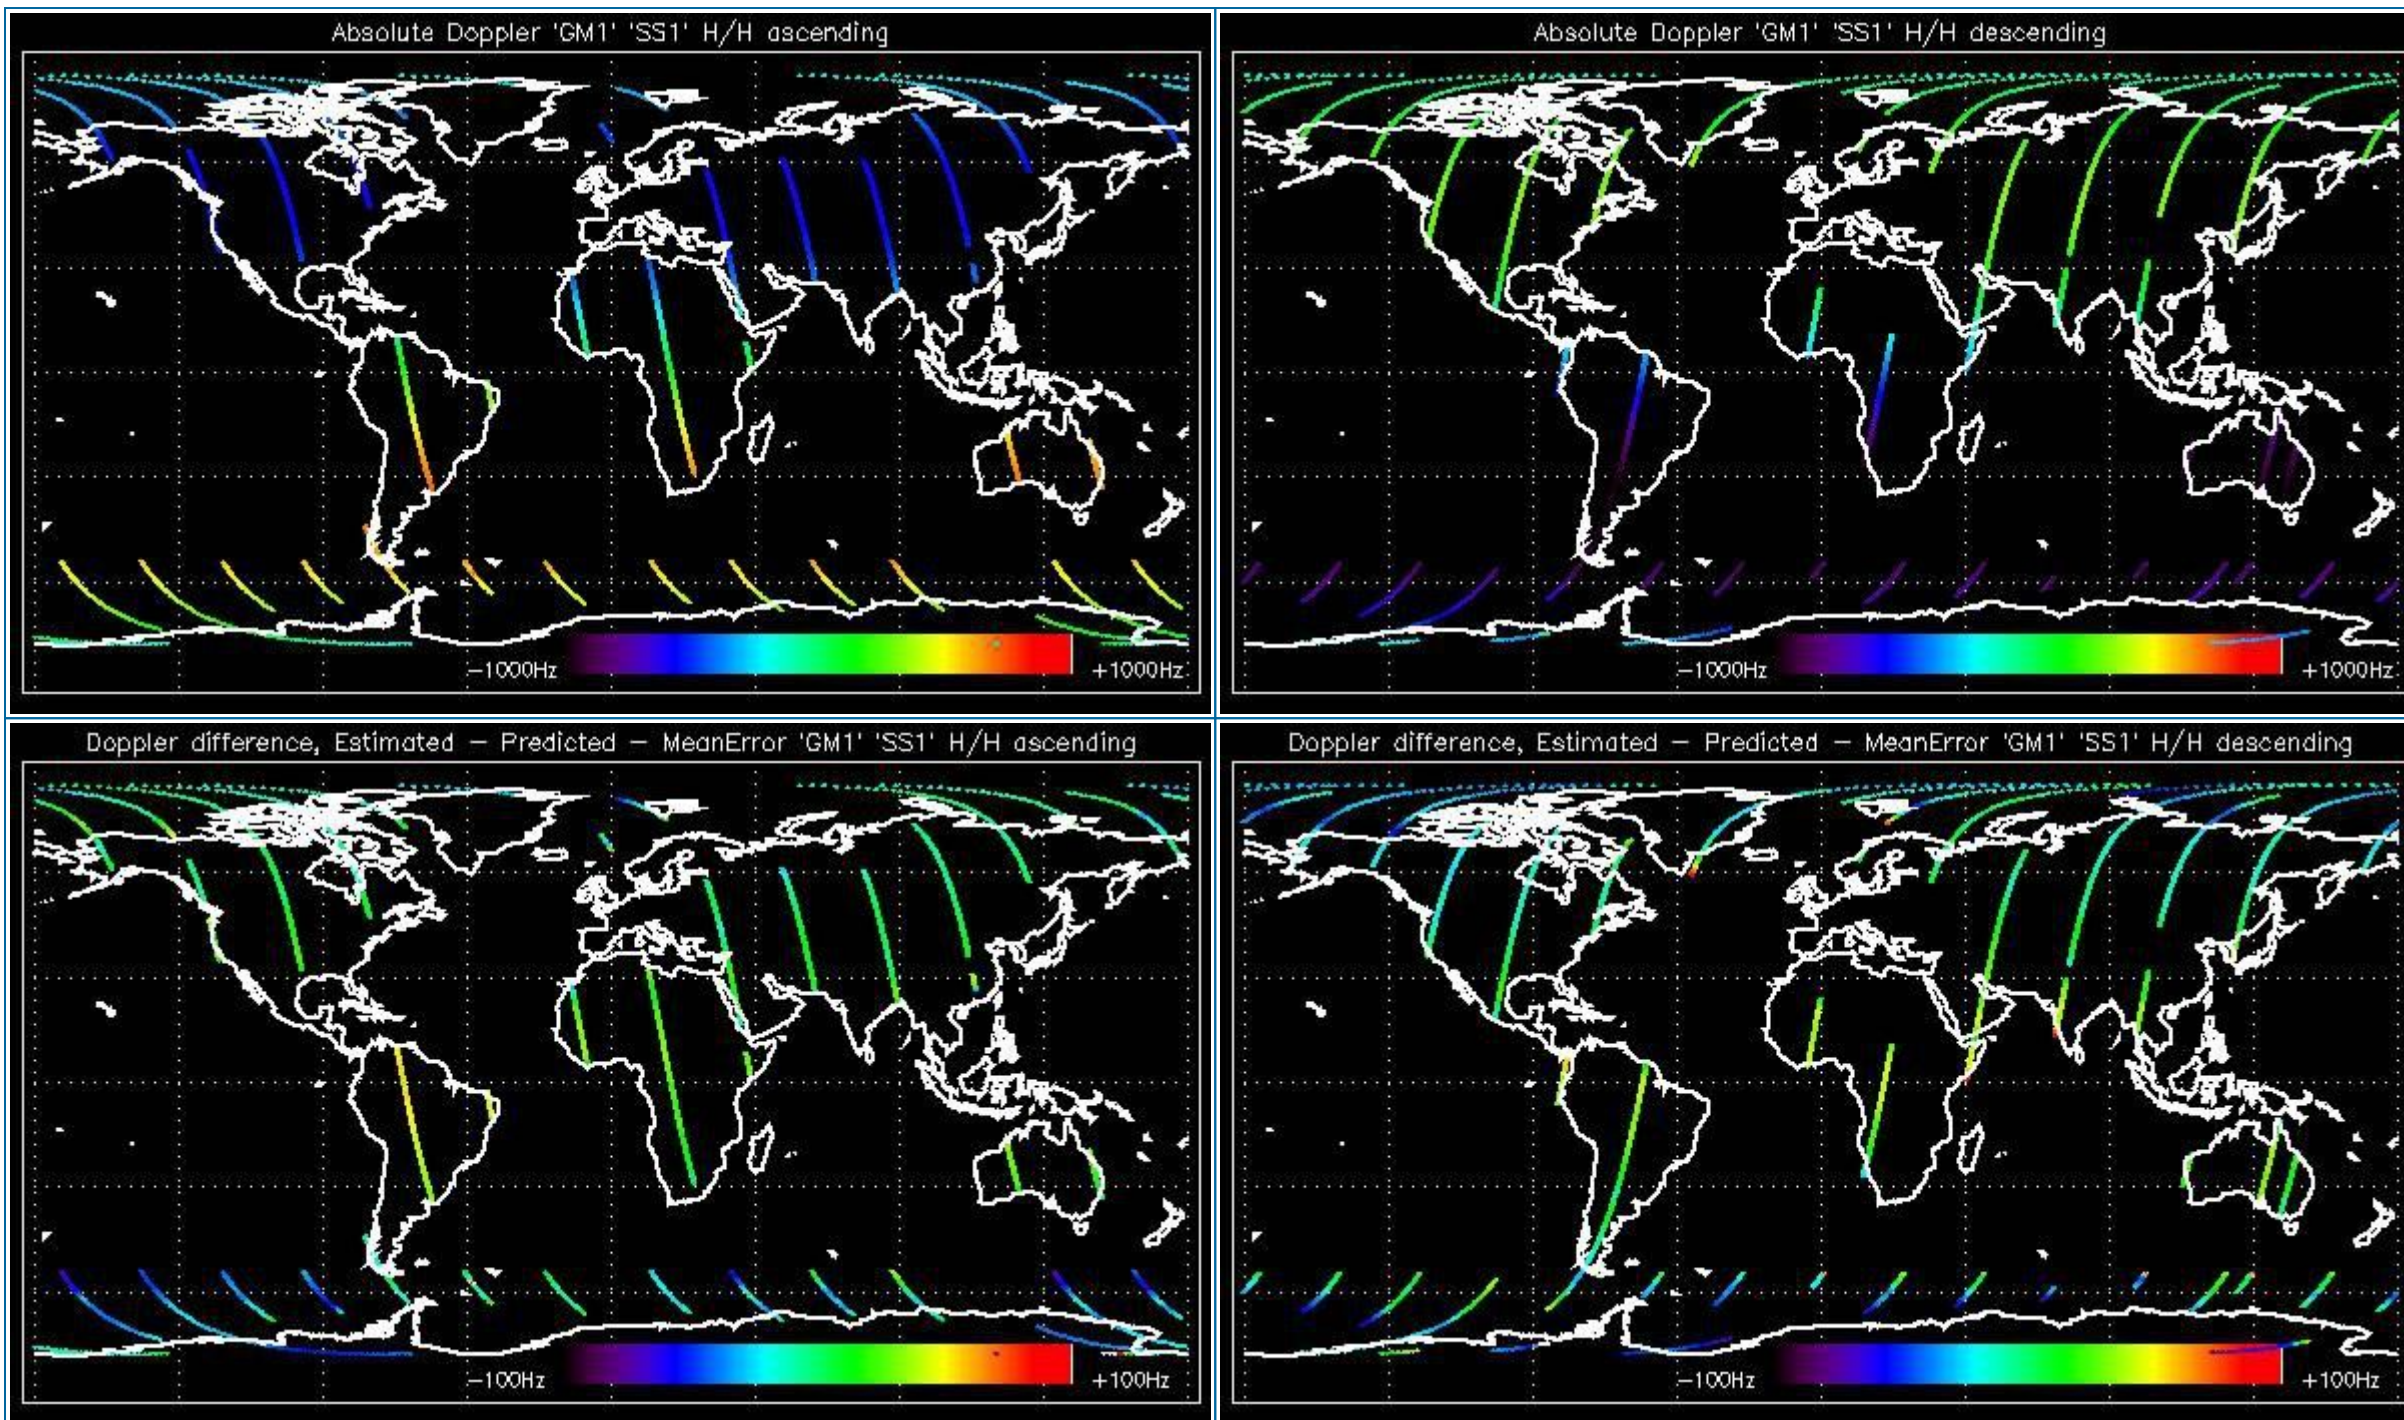 Absolute Doppler 'GM1' 'SS1' H/H ascending
-1000Hz
+1000Hz
Absolute Doppler 'GM1' 'SS1' H/H descending
-1000Hz
+1000Hz
Doppler difference, Estimated - Predicted - MeanError 'GM1' 'SS1' H/H ascending
-100Hz
+100Hz
Doppler difference, Estimated - Predicted - MeanError 'GM1' 'SS1' H/H descending
-100Hz
+100Hz